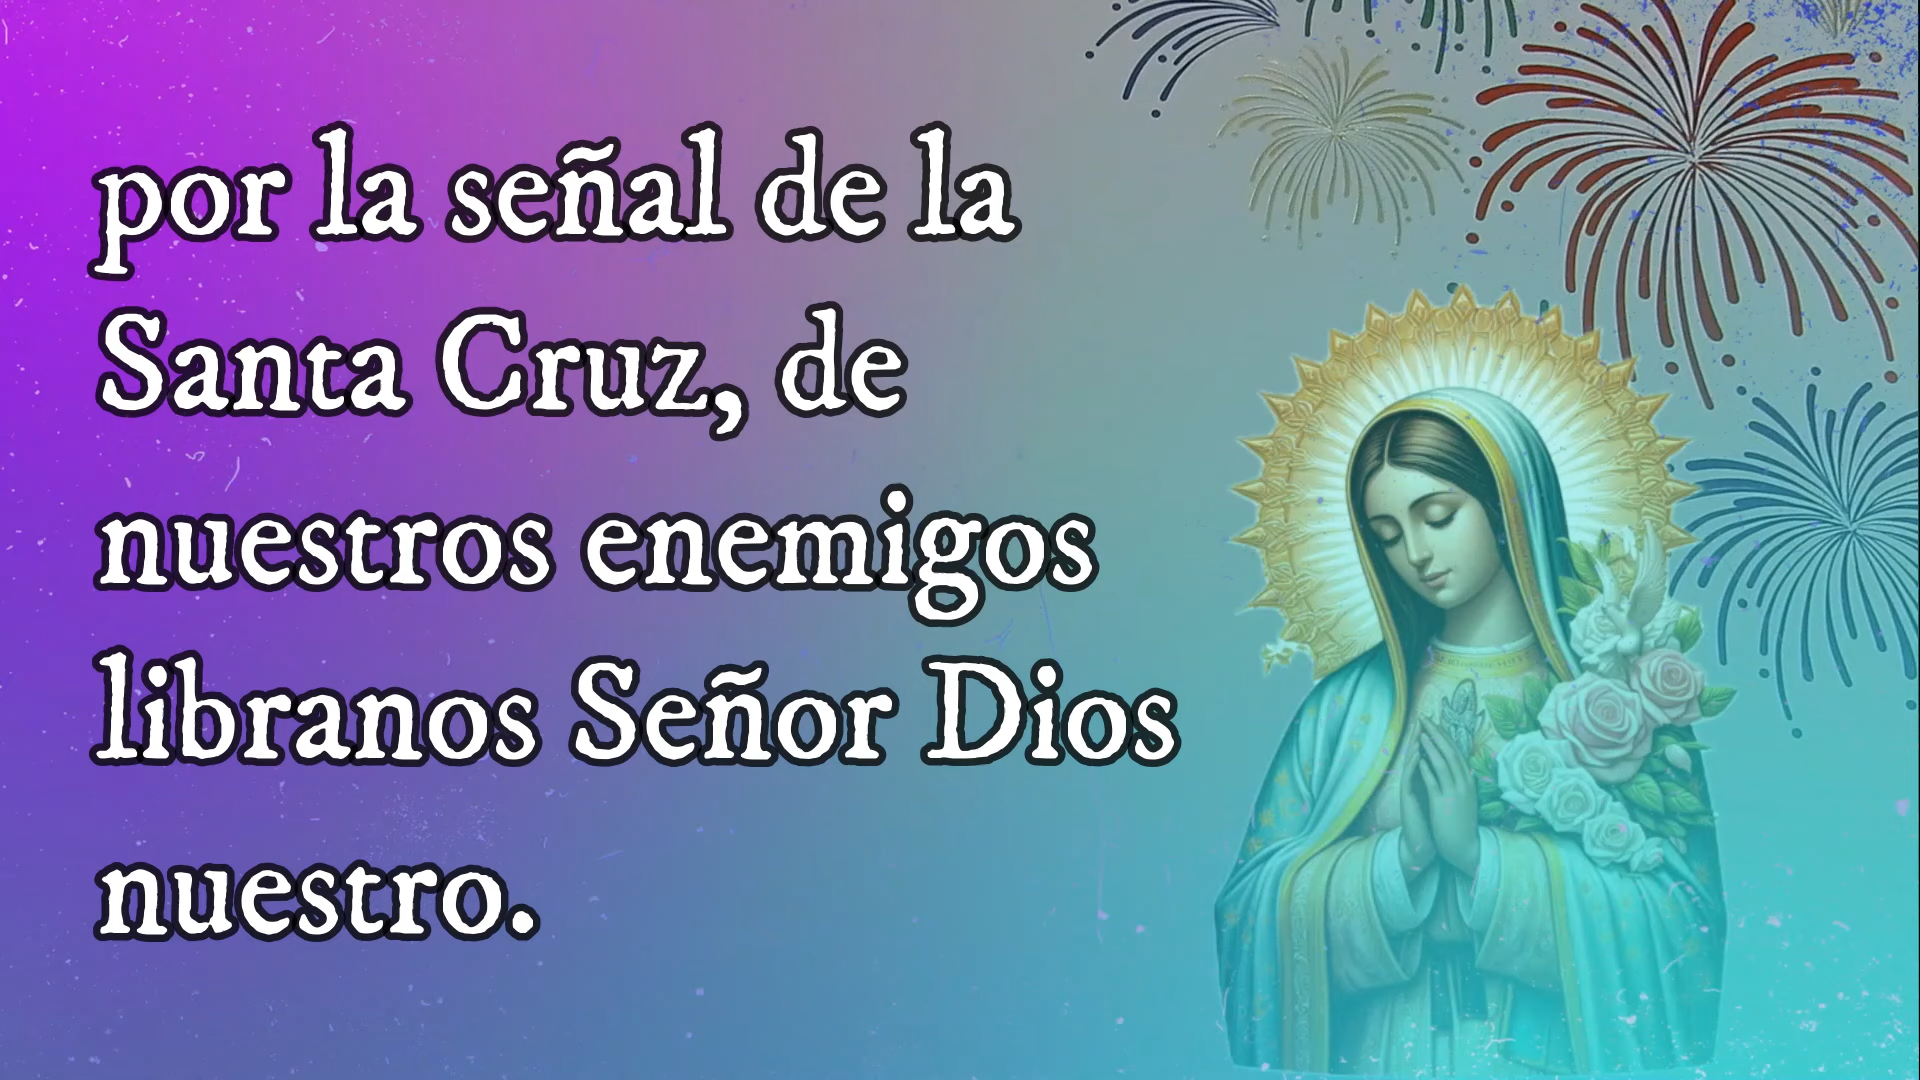 por la señal de la
Santa Cruz, de
nuestros enemigos
libranos Señor Dios
nuestro.